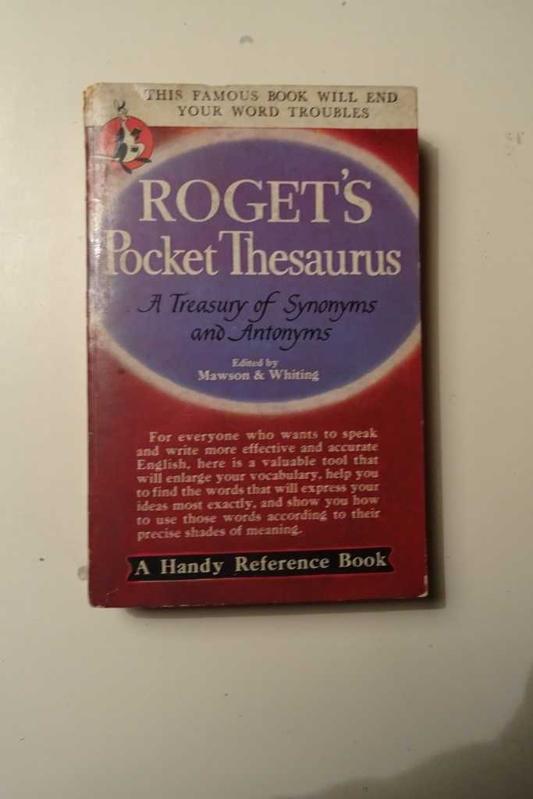 THIS FAMOUS BOOK WILL END
YOUR WORD TROUBLES
ROGET'S
Pocket Thesaurus
A Treasury of Synonyms
and Antonyms
Edited by
Mawson & Whiting
For everyone who wants to speak
and write more effective and accurate
English, here is a valuable tool that
will enlarge your vocabulary, help you
to find the words that will express your
ideas most exactly, and show you how
to use those words according to their
precise shades of meaning.
A Handy Reference Book